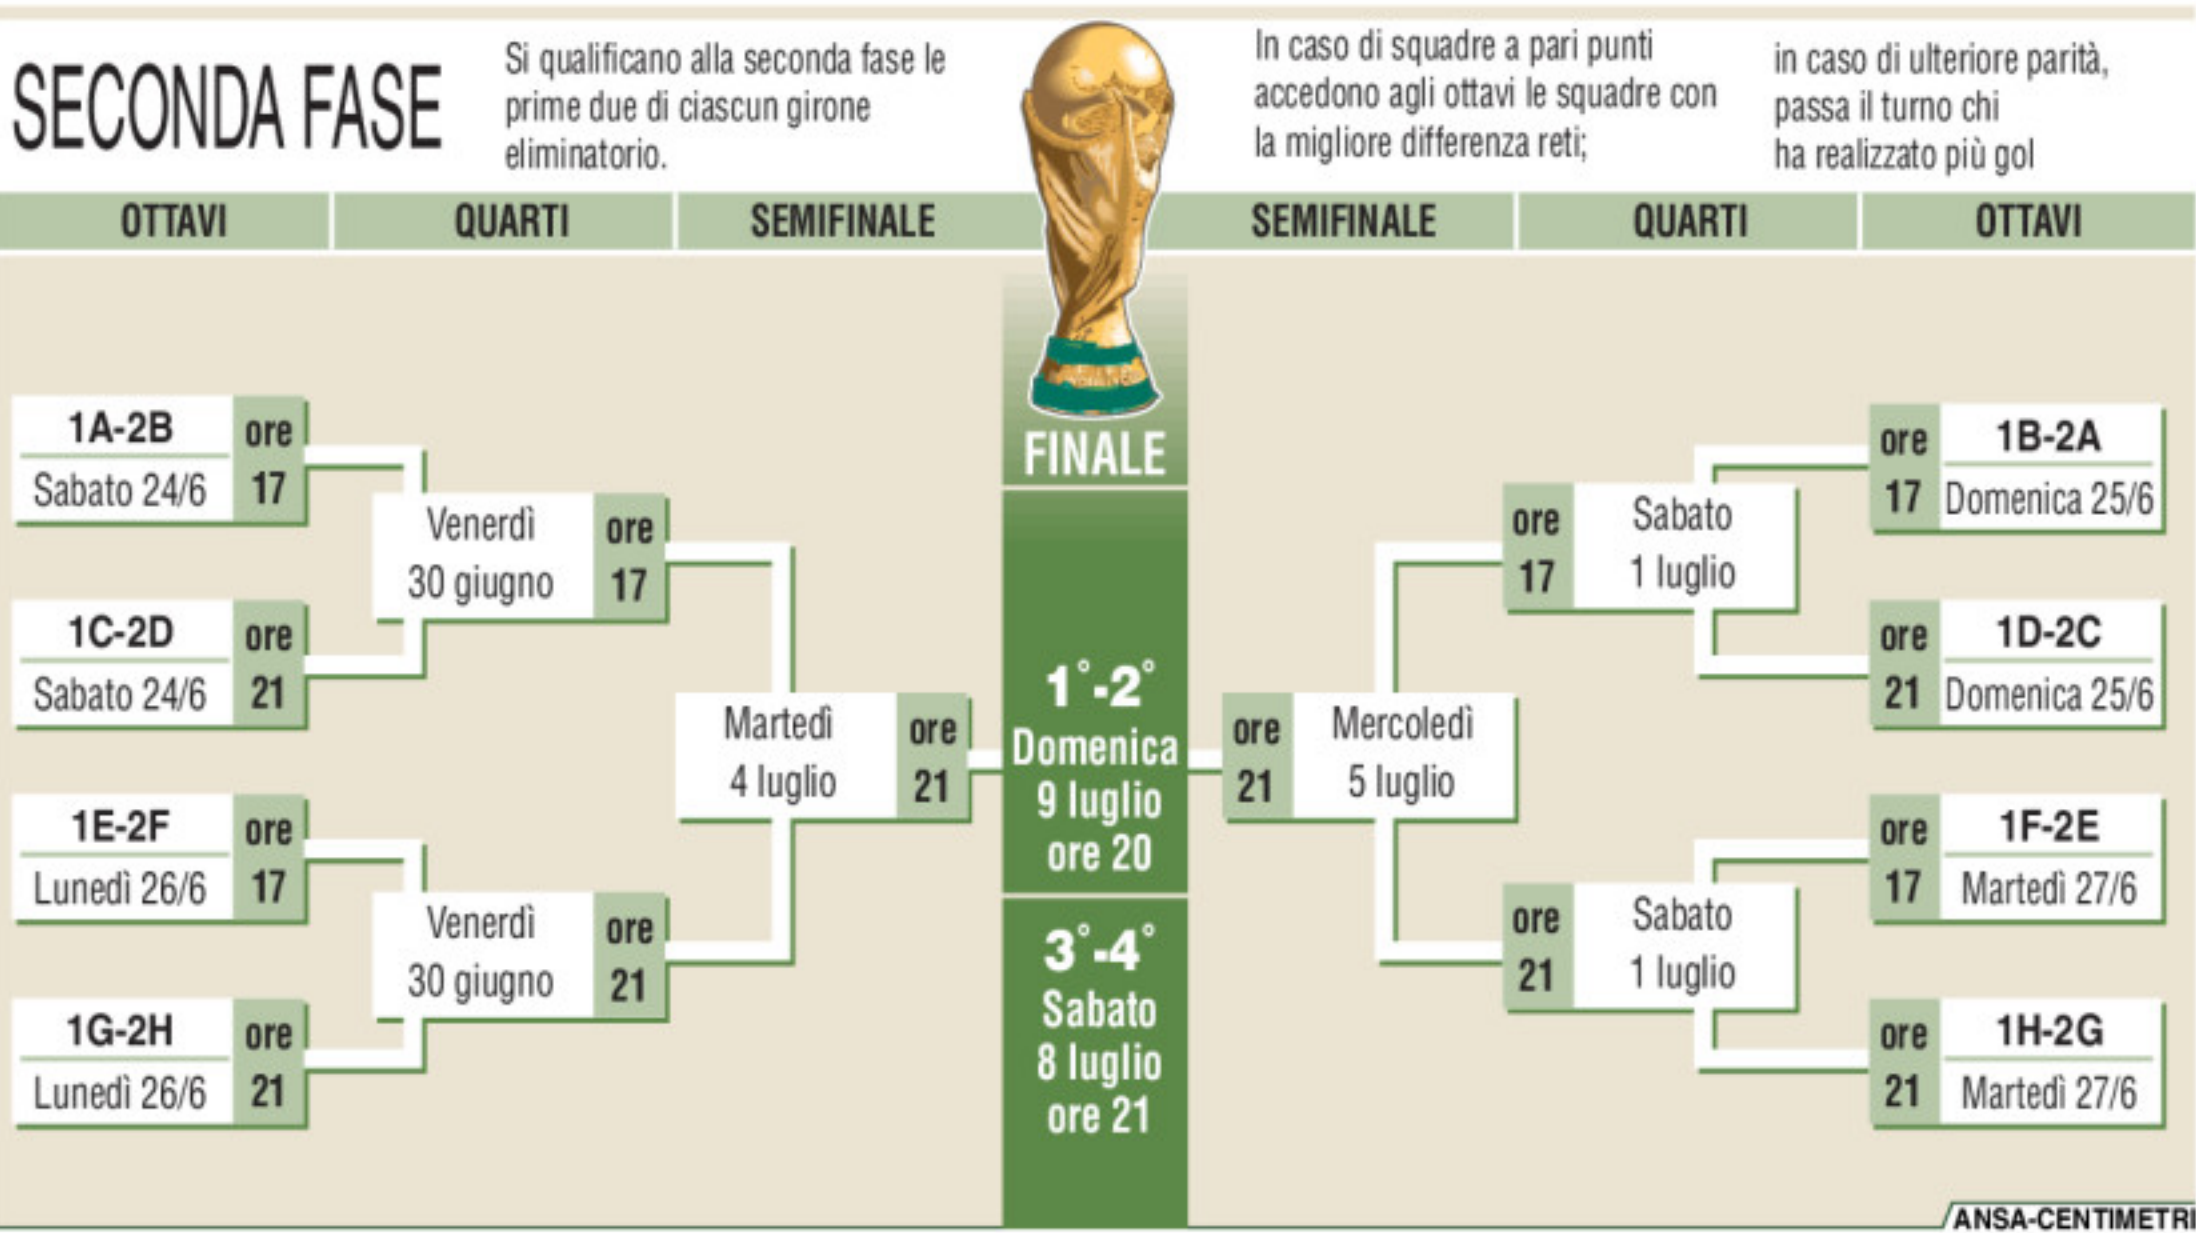 SECONDA FASE
Si qualificano alla seconda fase le
prime due di ciascun girone
eliminatorio.
In caso di squadre a pari punti
accedono agli ottavi le squadre con
la migliore differenza reti;
in caso di ulteriore parità,
passa il turno chi
ha realizzato più gol
OTTAVI
QUARTI
SEMIFINALE
SEMIFINALE
QUARTI
OTTAVI
1A-2B
Sabato 24/6
ore
17
1C-2D
Sabato 24/6
ore
21
1E-2F
Lunedì 26/6
ore
17
1G-2H
Lunedì 26/6
ore
21
Venerdì
30 giugno
ore
17
Venerdì
30 giugno
ore
21
Martedì
4 luglio
ore
21
FINALE
1°-2°
Domenica
9 luglio
ore 20
3°-4°
Sabato
8 luglio
ore 21
ore
21
Mercoledì
5 luglio
ore
17
Sabato
1 luglio
ore
21
Sabato
1 luglio
ore
17
1B-2A
Domenica 25/6
ore
21
1D-2C
Domenica 25/6
ore
17
1F-2E
Martedì 27/6
ore
21
1H-2G
Martedì 27/6
ANSA-CENTIMETRI